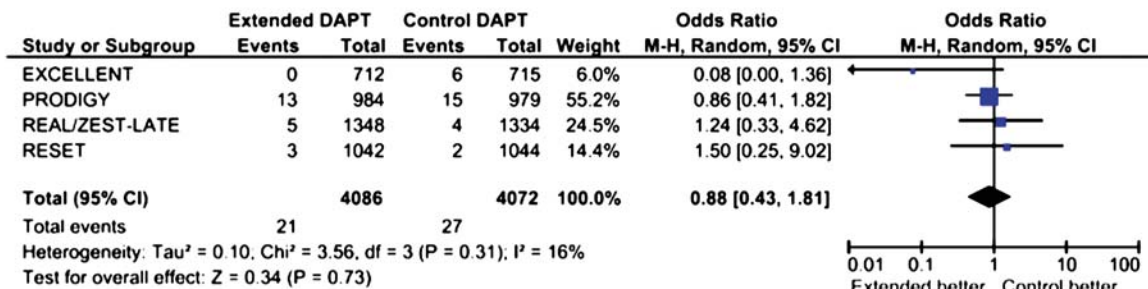 Extended DAPT Control DAPT Odds Ratio Odds Ratio
Study or Subgroup Events Total Events Total Weight M-H, Random, 95% CI M-H, Random, 95% CI
EXCELLENT 0 712 6 715 6.0% 0.08 [0.00, 1.36]
PRODIGY 13 984 15 979 55.2% 0.86 [0.41, 1.82]
REAL/ZEST-LATE 5 1348 4 1334 24.5% 1.24 [0.33, 4.62]
RESET 3 1042 2 1044 14.4% 1.50 [0.25, 9.02]
Total (95% CI) 4086 4072 100.0% 0.88 [0.43, 1.81]
Total events 21 27
Heterogeneity: Tau² = 0.10, Chi² = 3.56, df = 3 (P = 0.31); I² = 16%
Test for overall effect: Z = 0.34 (P = 0.73)
0.01 0.1 1 10 100
Extended better Control better